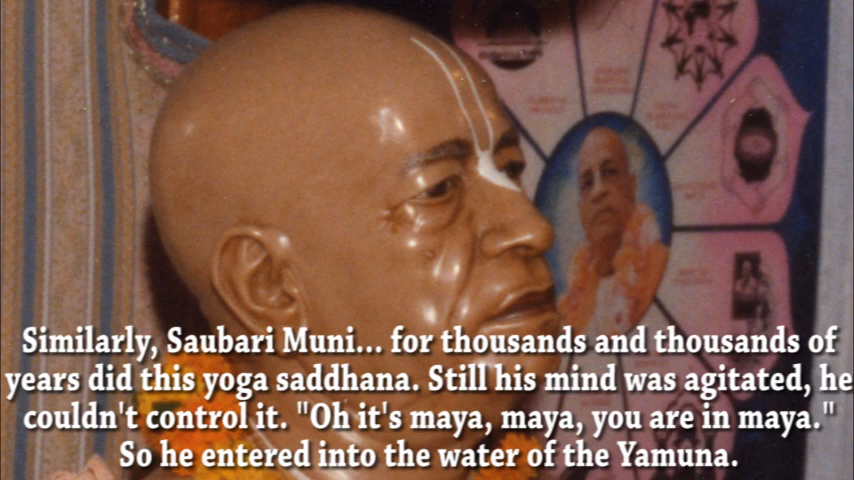 Similarly, Saubari Muni... for thousands and thousands of
years did this yoga saddhana. Still his mind was agitated, he
couldn't control it. "Oh it's maya, maya, you are in maya."
So he entered into the water of the Yamuna.